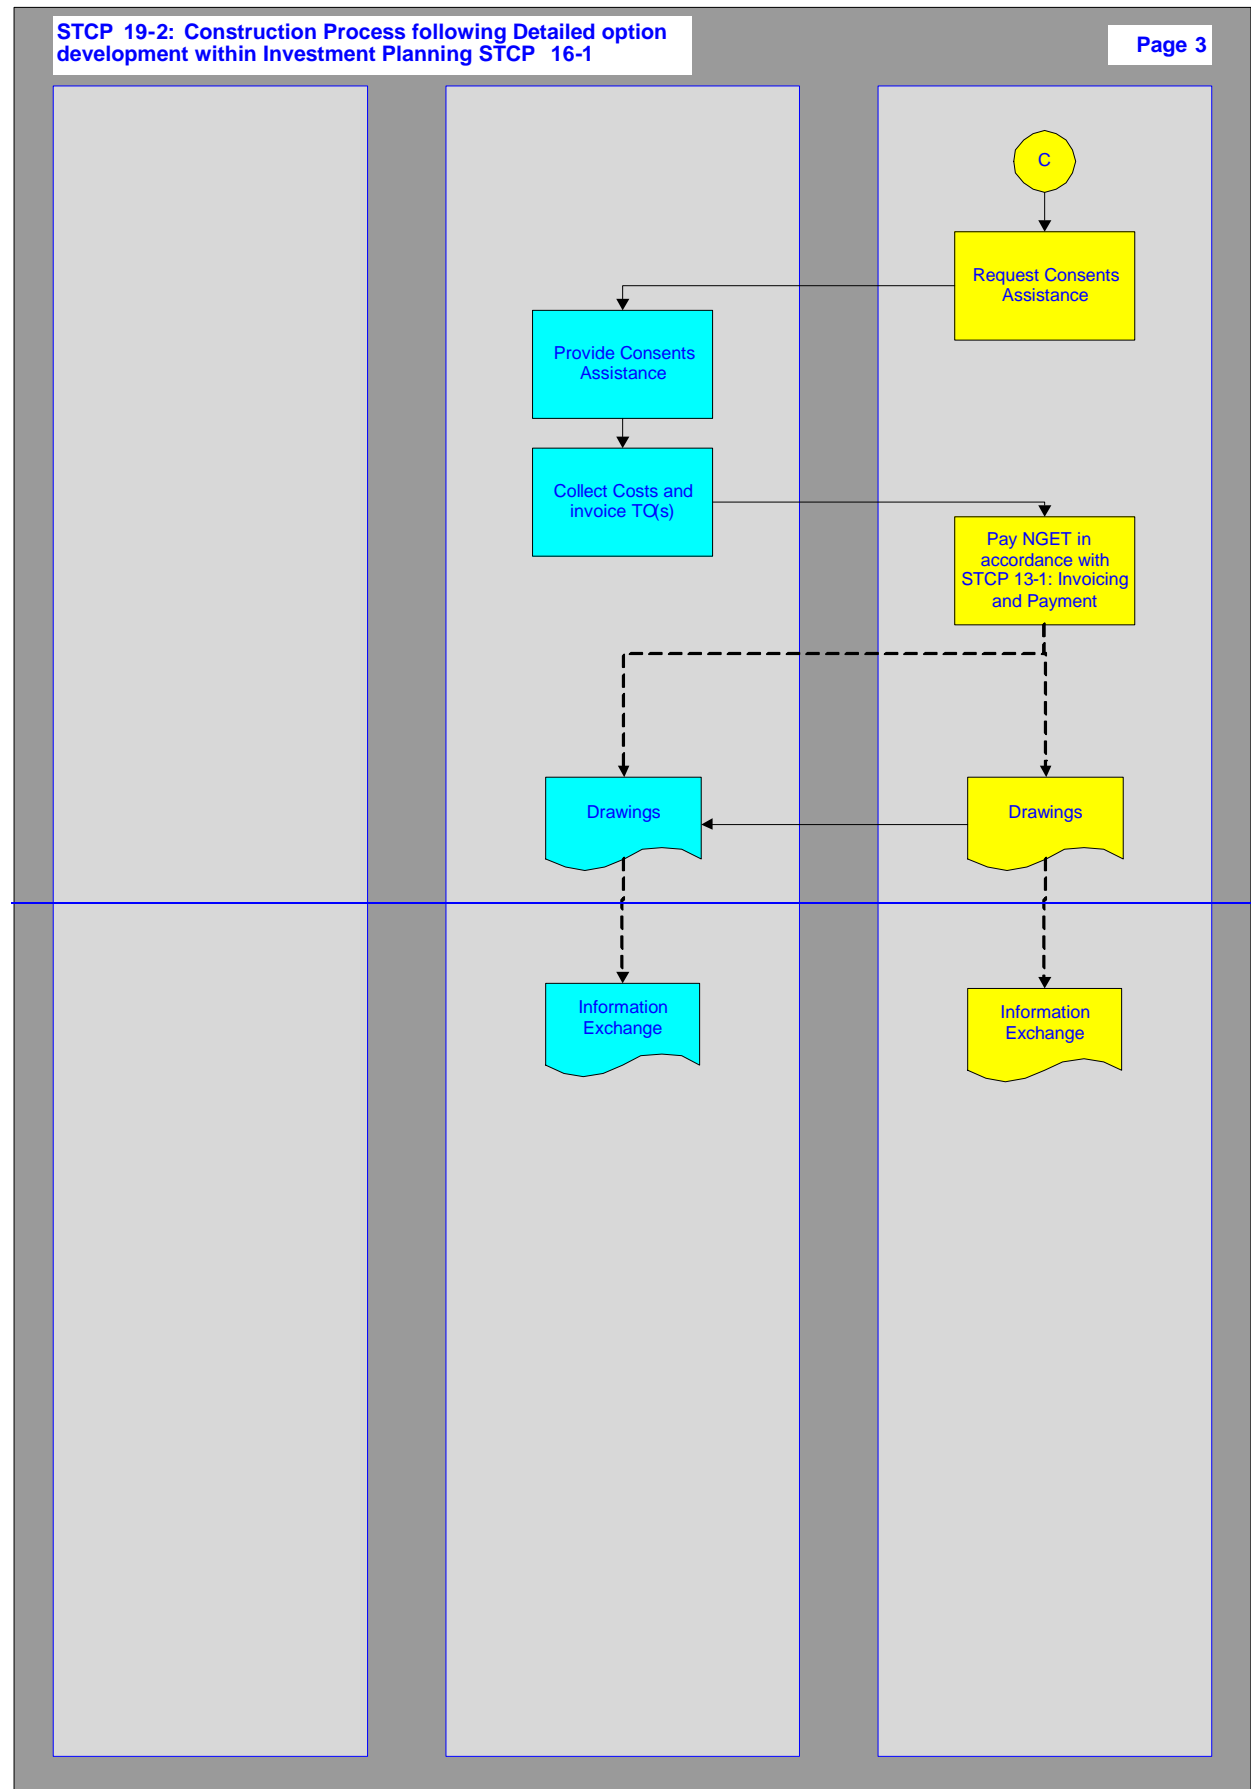 STCP 19-2: Construction Process following Detailed option
development within Investment Planning STCP 16-1
Page 3
C
Request Consents
Assistance
Provide Consents
Assistance
Collect Costs and
invoice TO(s)
Pay NGET in
accordance with
STCP 13-1: Invoicing
and Payment
Drawings
Drawings
Information
Exchange
Information
Exchange